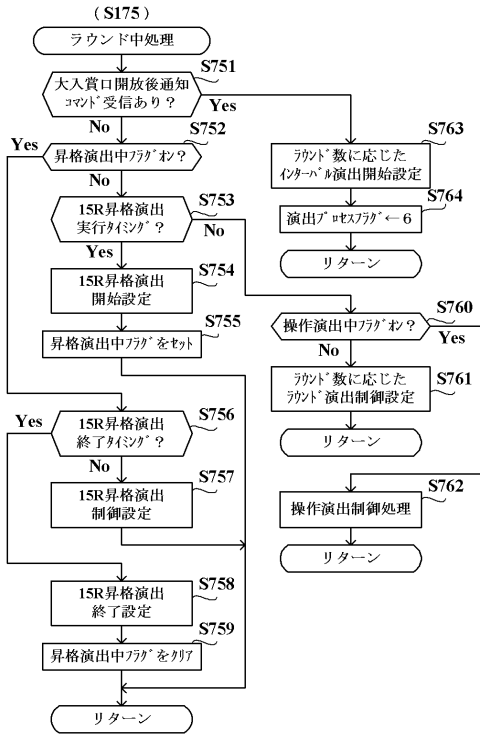 (S175)
ラウンド中処理
S751
大入賞口開放後通知
コマンド受信あり？
Yes
No
S752
Yes
昇格演出中フラグオン？
No
S753
15R昇格演出
実行タイミング？
No
Yes
S754
15R昇格演出
開始設定
S755
昇格演出中フラグをセット
Yes
S756
15R昇格演出
終了タイミング？
No
S757
15R昇格演出
制御設定
S758
15R昇格演出
終了設定
S759
昇格演出中フラグをクリア
リターン
S763
ラウンド数に応じた
インターバル演出開始設定
S764
演出プロセスフラグ←6
リターン
S760
操作演出中フラグオン？
Yes
No
S761
ラウンド数に応じた
ラウンド演出制御設定
リターン
S762
操作演出制御処理
リターン